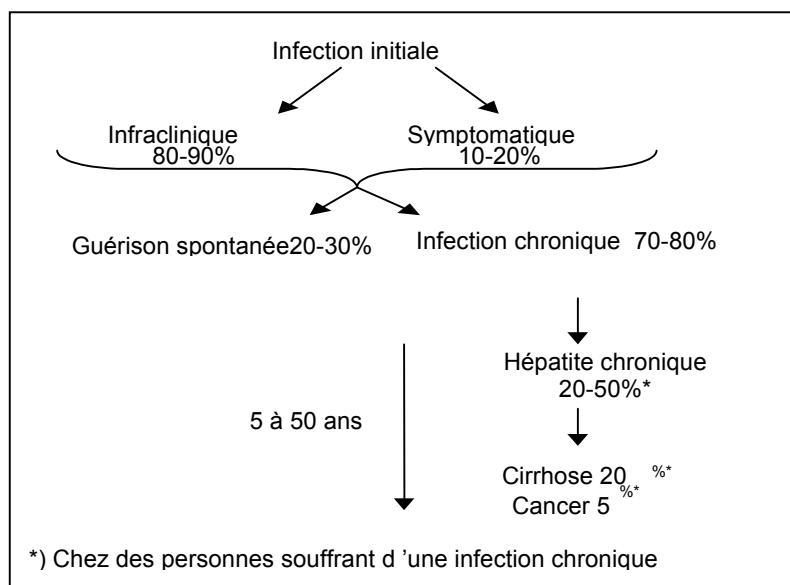 Infection initiale
Infraclinique
80-90%
Symptomatique
10-20%
Guérison spontanée20-30%
Infection chronique 70-80%
Hépatite chronique
20-50%*
5 à 50 ans
Cirrhose 20 %*
Cancer 5 %*
*) Chez des personnes souffrant d 'une infection chronique